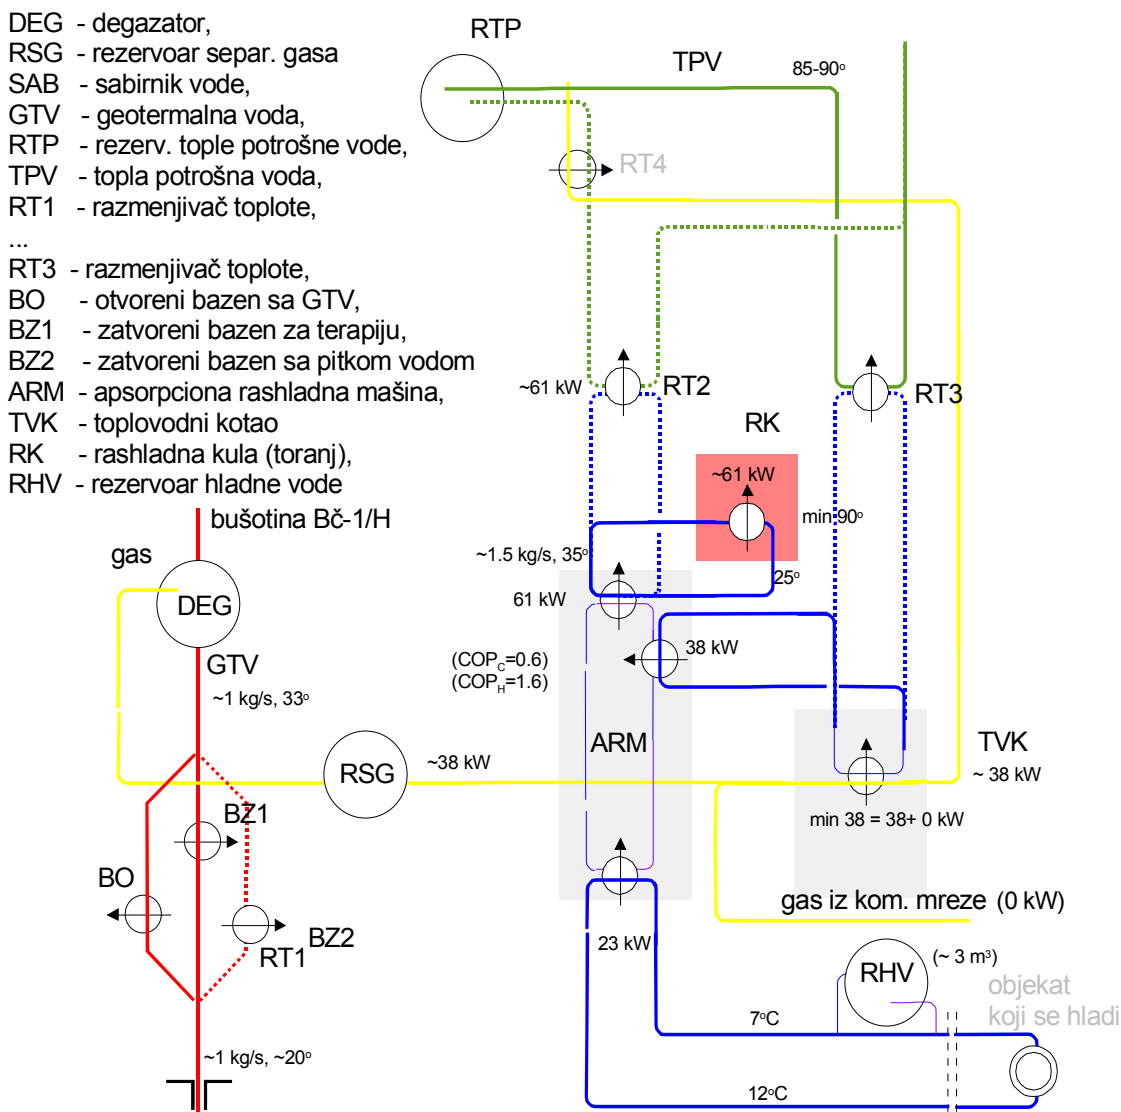 DEG - degazator,
RSG - rezervoar separ. gasa
SAB - sabirnik vode,
GTV - geotermalna voda,
RTP - rezerv. tople potrošne vode,
TPV - topla potrošna voda,
RT1 - razmenjivač toplote,
...
RT3 - razmenjivač toplote,
BO - otvoreni bazen sa GTV,
BZ1 - zatvoreni bazen za terapiju,
BZ2 - zatvoreni bazen sa pitkom vodom
ARM - apsorpciona rashladna mašina,
TVK - toplovodni kotao
RK - rashladna kula (toranj),
RHV - rezervoar hladne vode
RTP
TPV
85-90°
RT4
~61 kW
RT2
RT3
RK
~61 kW
min 90°
bušotina Bč-1/H
gas
~1.5 kg/s, 35°
25°
DEG
61 kW
GTV
38 kW
(COPC=0.6)
(COPH=1.6)
~1 kg/s, 33°
ARM
TVK
RSG
~38 kW
~ 38 kW
BZ1
min 38 = 38+ 0 kW
BO
gas iz kom. mreze (0 kW)
BZ2
RT1
23 kW
RHV
(~ 3 m³)
objekat
koji se hladi
7°C
~1 kg/s, ~20°
12°C